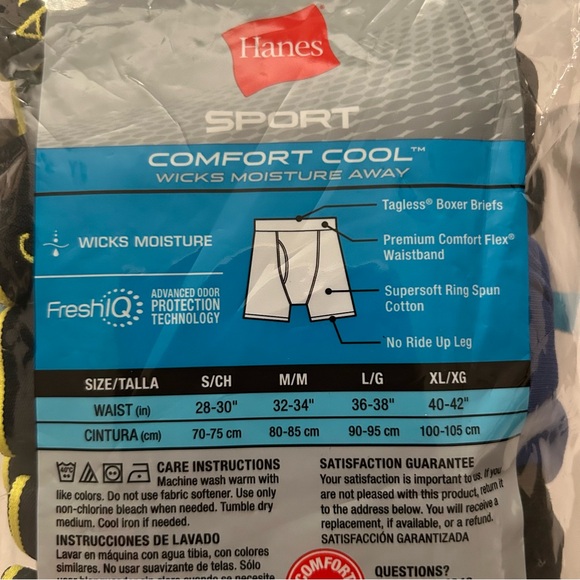 Hanes
SPORT
COMFORT COOL™
WICKS MOISTURE AWAY
WICKS MOISTURE
FreshIQ
ADVANCED ODOR
PROTECTION
TECHNOLOGY
Tagless® Boxer Briefs
Premium Comfort Flex®
Waistband
Supersoft Ring Spun
Cotton
No Ride Up Leg
SIZE/TALLA S/CH M/M L/G XL/XG
WAIST (in) 28-30" 32-34" 36-38" 40-42"
CINTURA (cm) 70-75 cm 80-85 cm 90-95 cm 100-105 cm
CARE INSTRUCTIONS
Machine wash warm with
like colors. Do not use fabric softener. Use only
non-chlorine bleach when needed. Tumble dry
medium. Cool iron if needed.
INSTRUCCIONES DE LAVADO
Lavar en máquina con agua tibia, con colores
similares. No usar suavizante de telas. Sólo
SATISFACTION GUARANTEE
Your satisfaction is important to us. If you
are not pleased with this product, return it
to the address below. You will receive a
replacement, if available, or a refund.
SATISFACCIÓN GARANTIZADA
COMFORT
QUESTIONS?